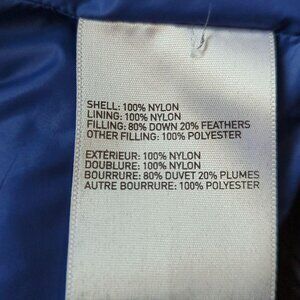 SHELL: 100% NYLON
LINING: 100% NYLON
FILLING: 80% DOWN 20% FEATHERS
OTHER FILLING: 100% POLYESTER
EXTÉRIEUR: 100% NYLON
DOUBLURE: 100% NYLON
BOURRURE: 80% DUVET 20% PLUMES
AUTRE BOURRURE: 100% POLYESTER